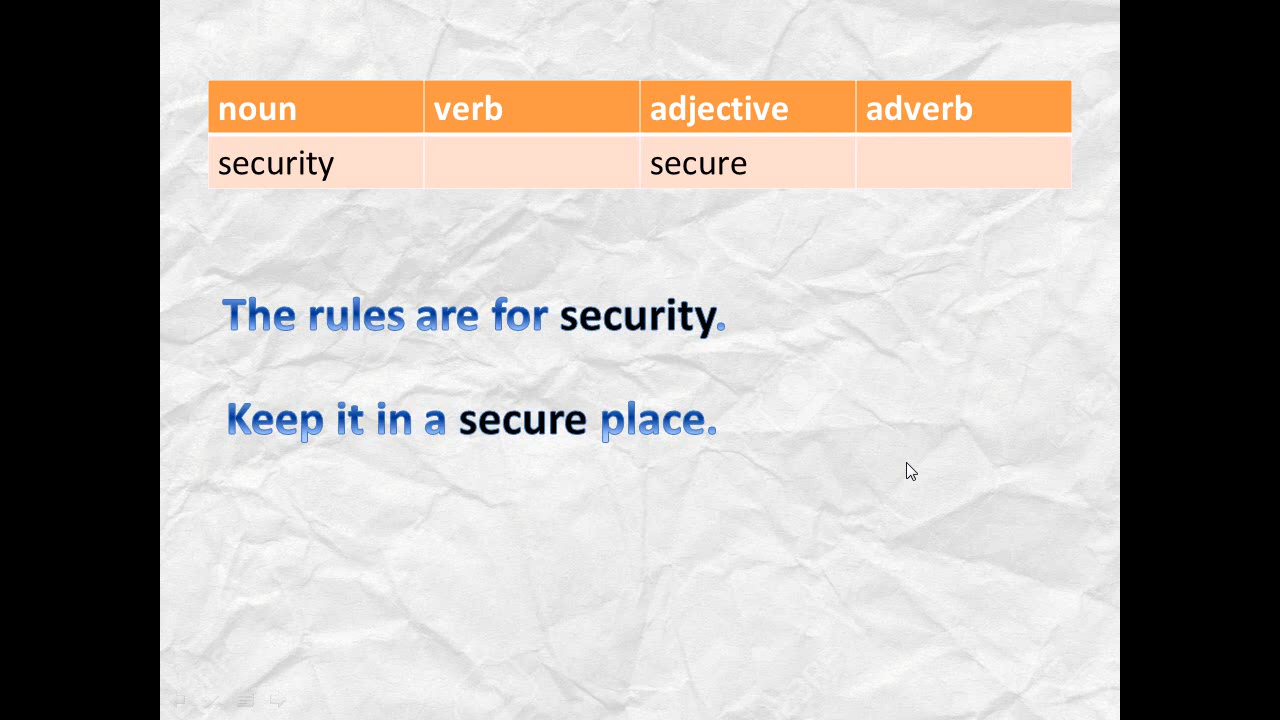 noun verb adjective adverb
security secure
The rules are for security.
Keep it in a secure place.